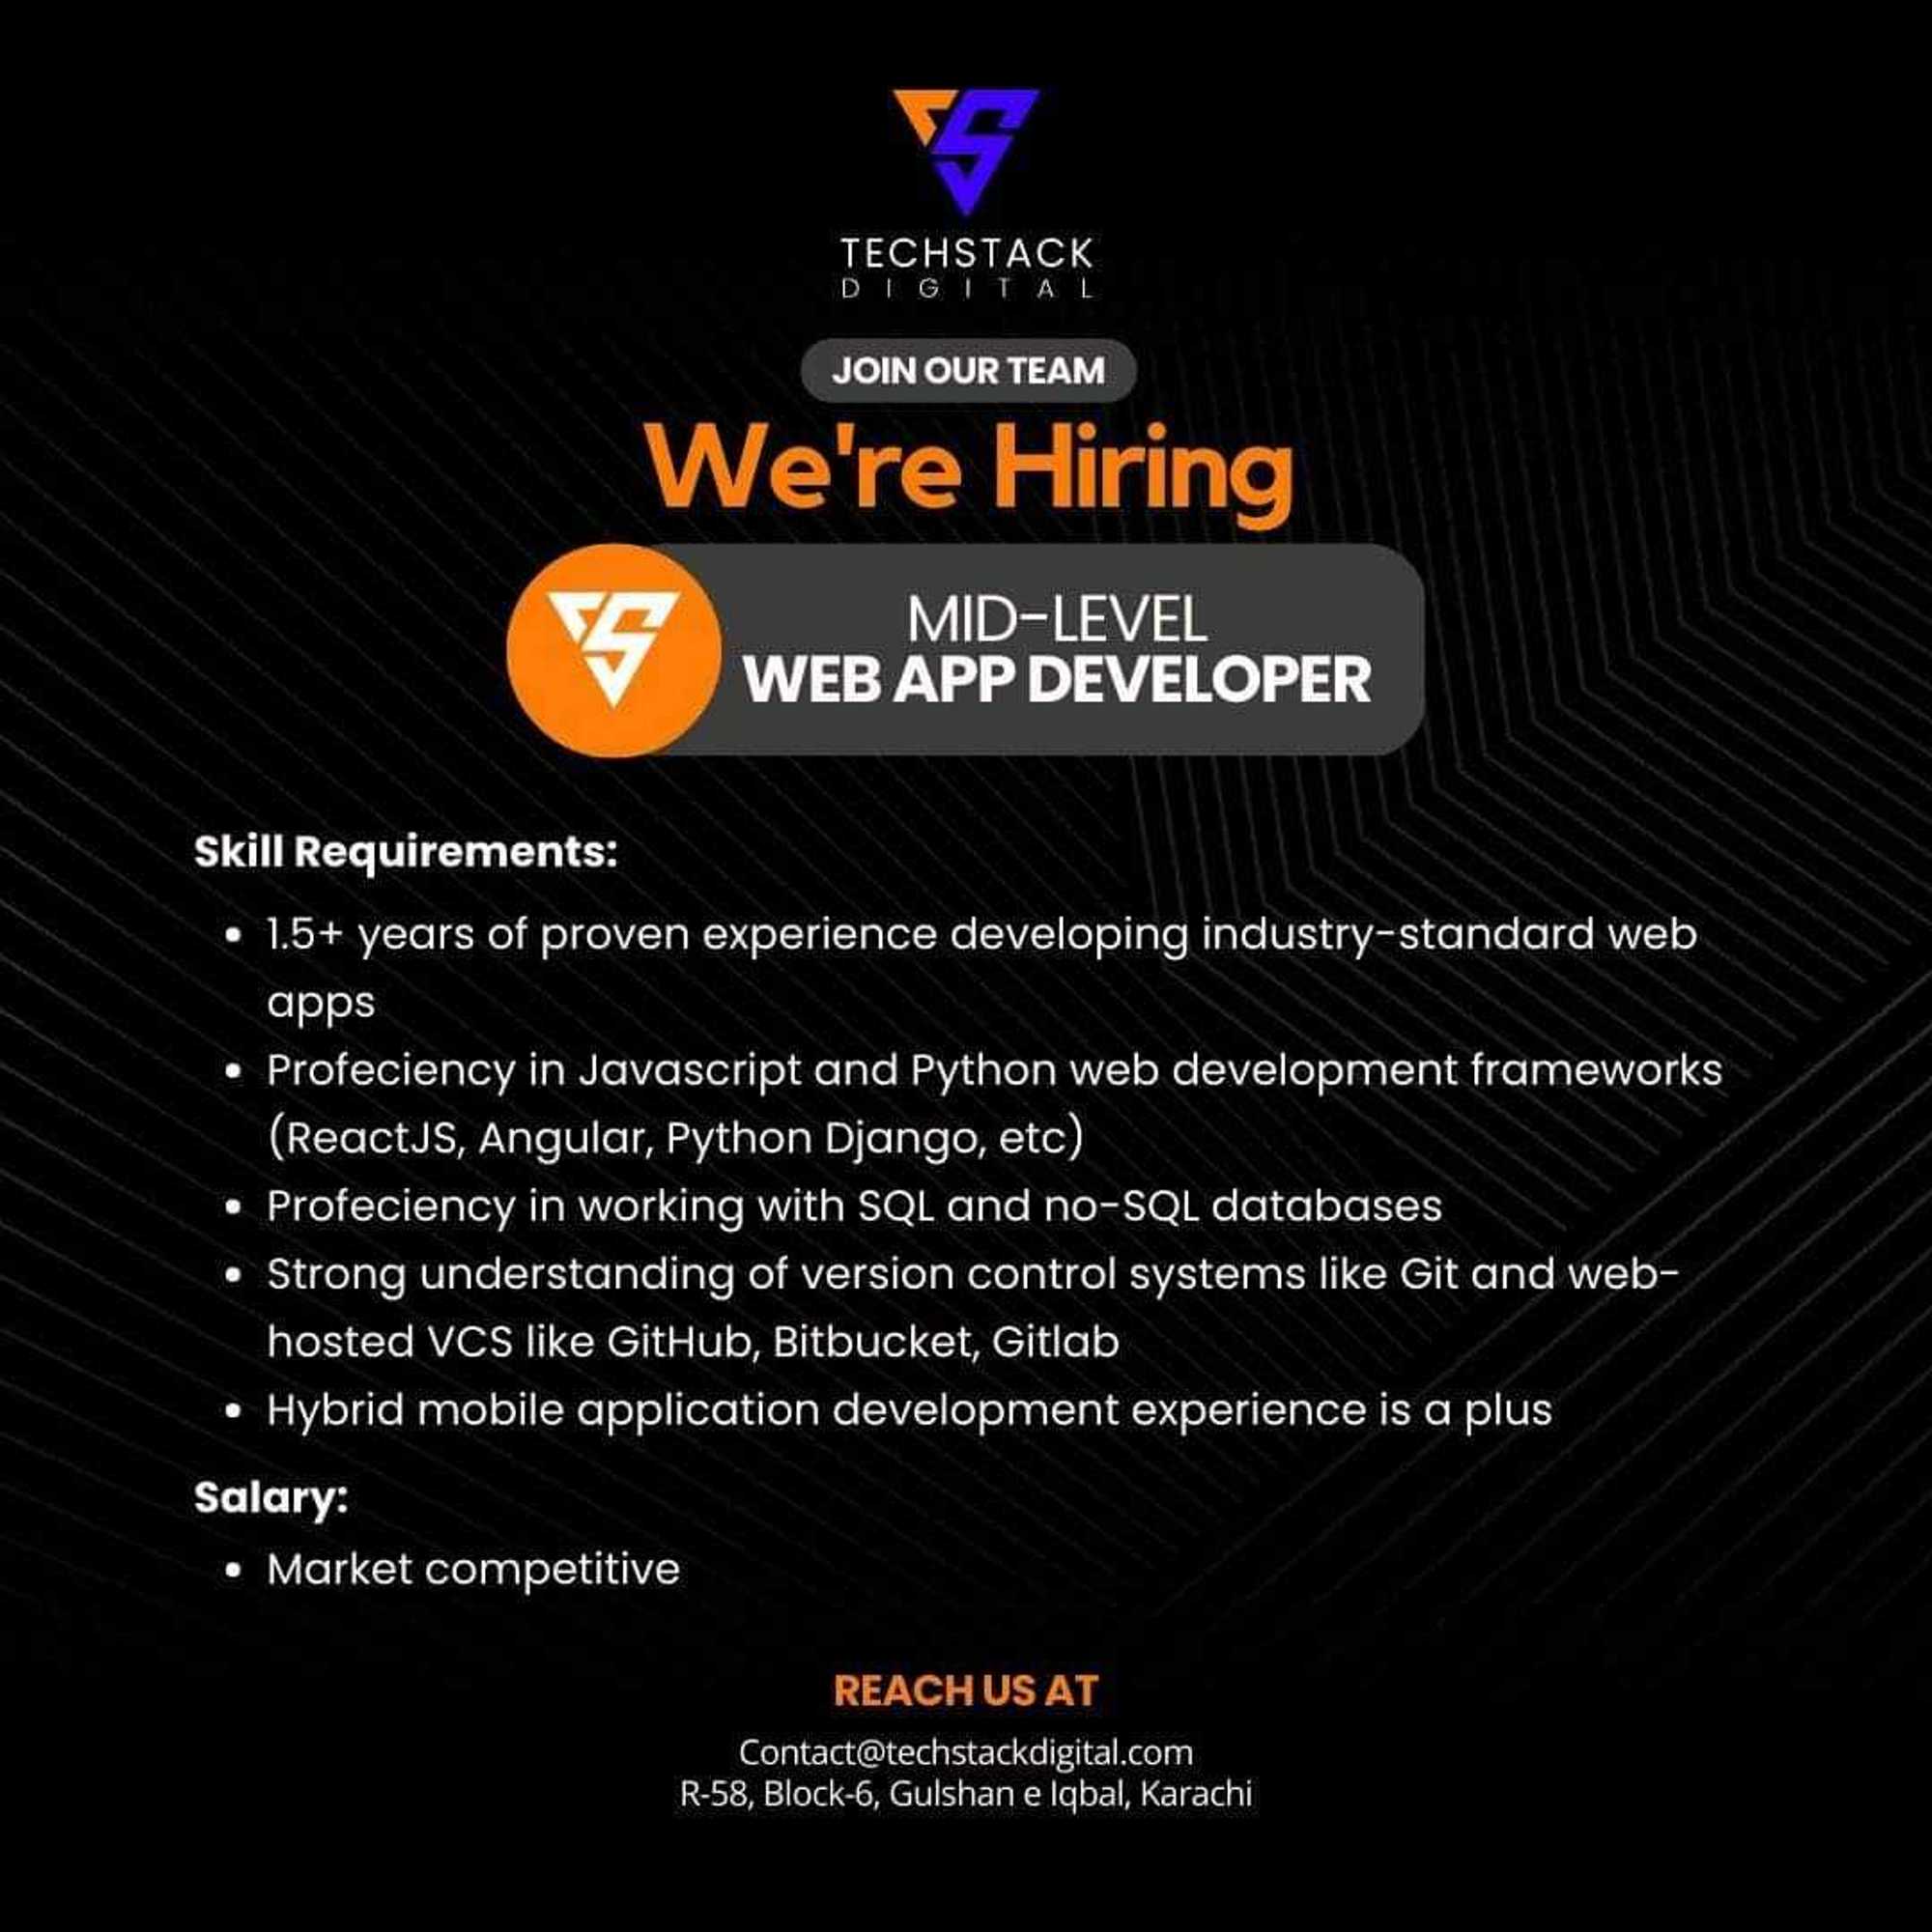 TECHSTACK
DIGITAL
JOIN OUR TEAM
We're Hiring
MID-LEVEL
WEB APP DEVELOPER
Skill Requirements:
• 1.5+ years of proven experience developing industry-standard web
apps
• Profeciency in Javascript and Python web development frameworks
(ReactJS, Angular, Python Django, etc)
• Profeciency in working with SQL and no-SQL databases
• Strong understanding of version control systems like Git and web-
hosted VCS like GitHub, Bitbucket, Gitlab
• Hybrid mobile application development experience is a plus
Salary:
• Market competitive
REACH US AT
Contact@techstackdigital.com
R-58, Block-6, Gulshan e Iqbal, Karachi